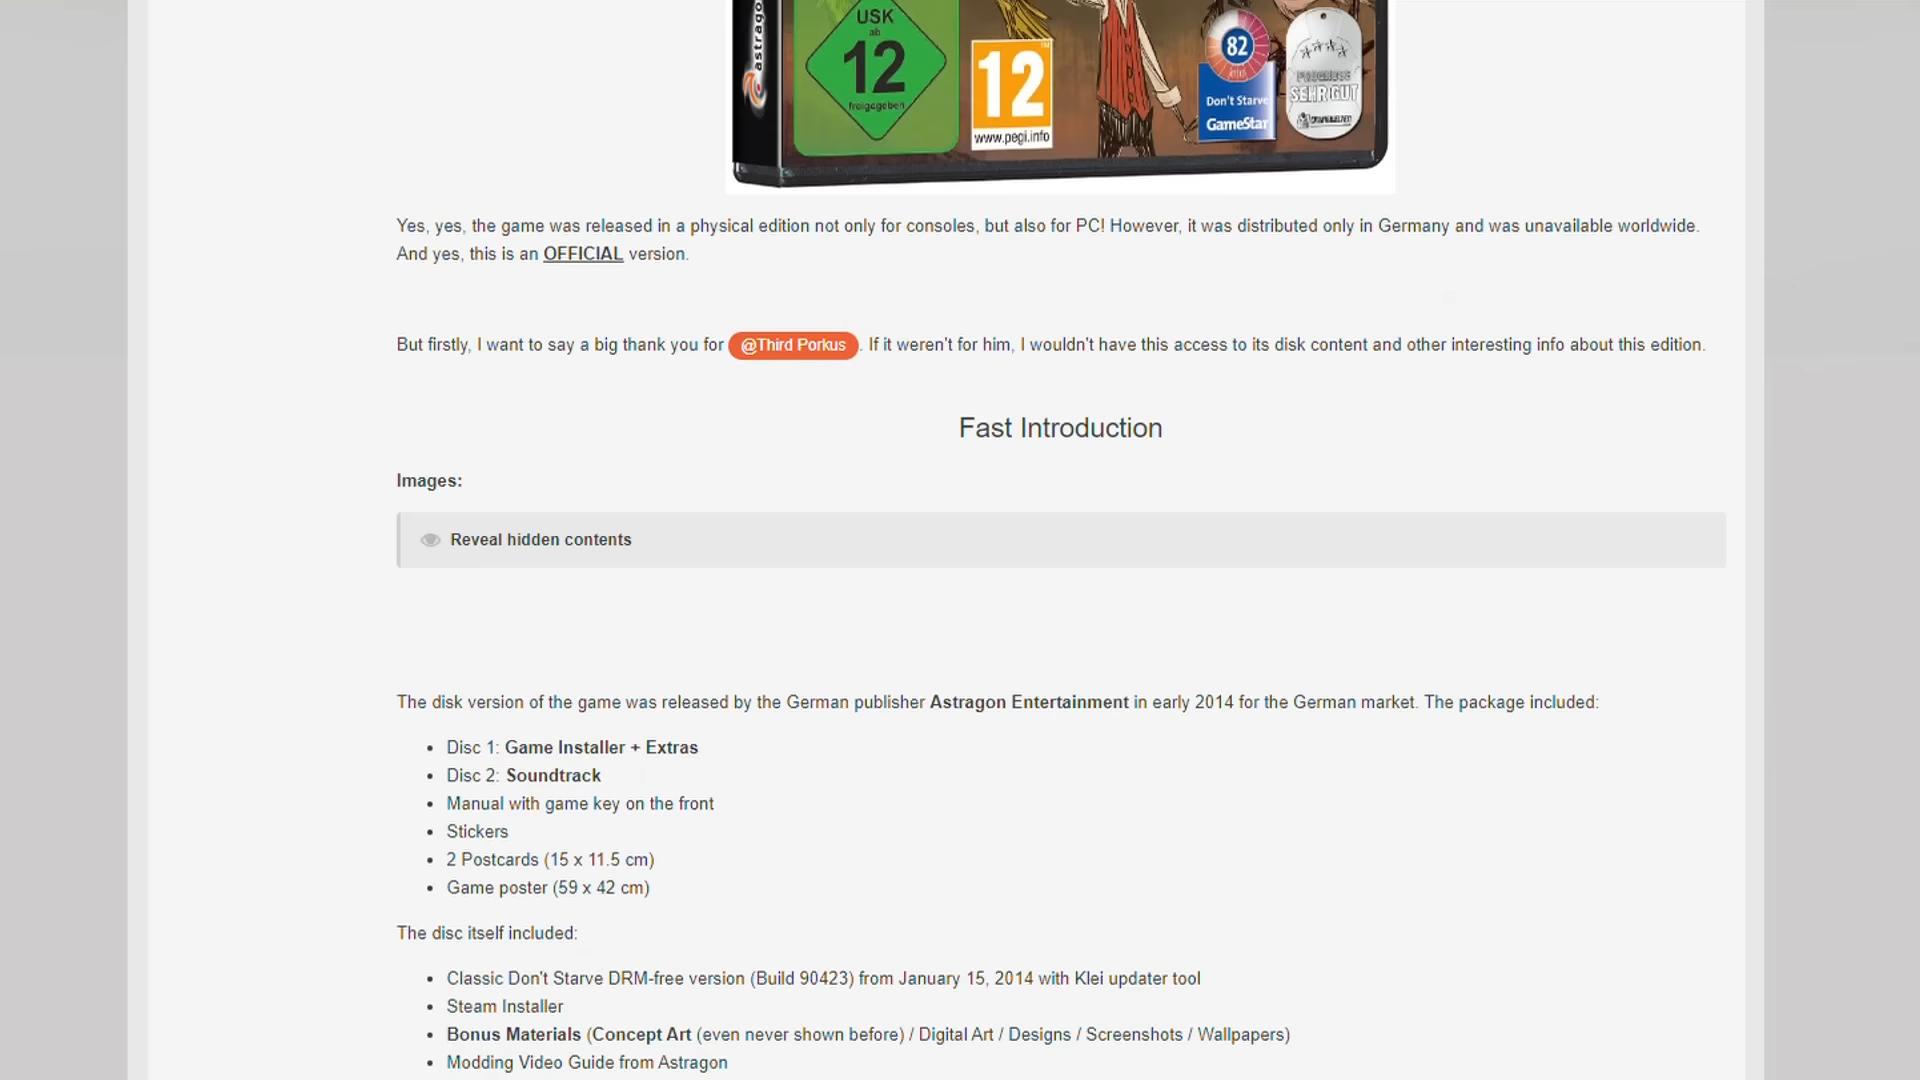 astragon
USK
ab
12
freigegeben
12
www.pegi.info
82
Don't Starve
GameStar
SEHR GUT
Yes, yes, the game was released in a physical edition not only for consoles, but also for PC! However, it was distributed only in Germany and was unavailable worldwide.
And yes, this is an OFFICIAL version.
But firstly, I want to say a big thank you for @Third Porkus. If it weren't for him, I wouldn't have this access to its disk content and other interesting info about this edition.
Fast Introduction
Images:
Reveal hidden contents
The disk version of the game was released by the German publisher Astragon Entertainment in early 2014 for the German market. The package included:
• Disc 1: Game Installer + Extras
• Disc 2: Soundtrack
• Manual with game key on the front
• Stickers
• 2 Postcards (15 x 11.5 cm)
• Game poster (59 x 42 cm)
The disc itself included:
• Classic Don't Starve DRM-free version (Build 90423) from January 15, 2014 with Klei updater tool
• Steam Installer
• Bonus Materials (Concept Art (even never shown before) / Digital Art / Designs / Screenshots / Wallpapers)
• Modding Video Guide from Astragon